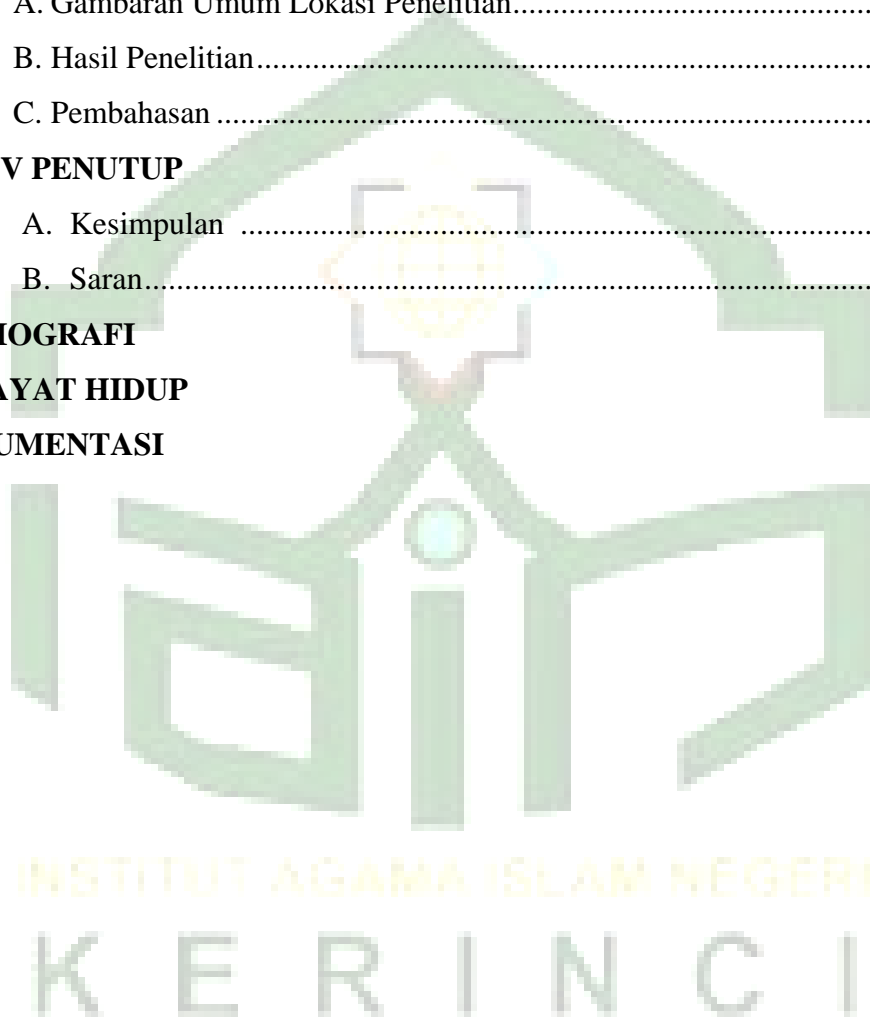 A. Gambaran Umum Lokasi Penelitian....................................................
B. Hasil Penelitian...................................................................................
C. Pembahasan ........................................................................................
V PENUTUP
A. Kesimpulan .....................................................................................
B. Saran.................................................................................................
IOGRAFI
AYAT HIDUP
UMENTASI
INSTITUT AGAMA ISLAM NEGERI
K E R I N C I